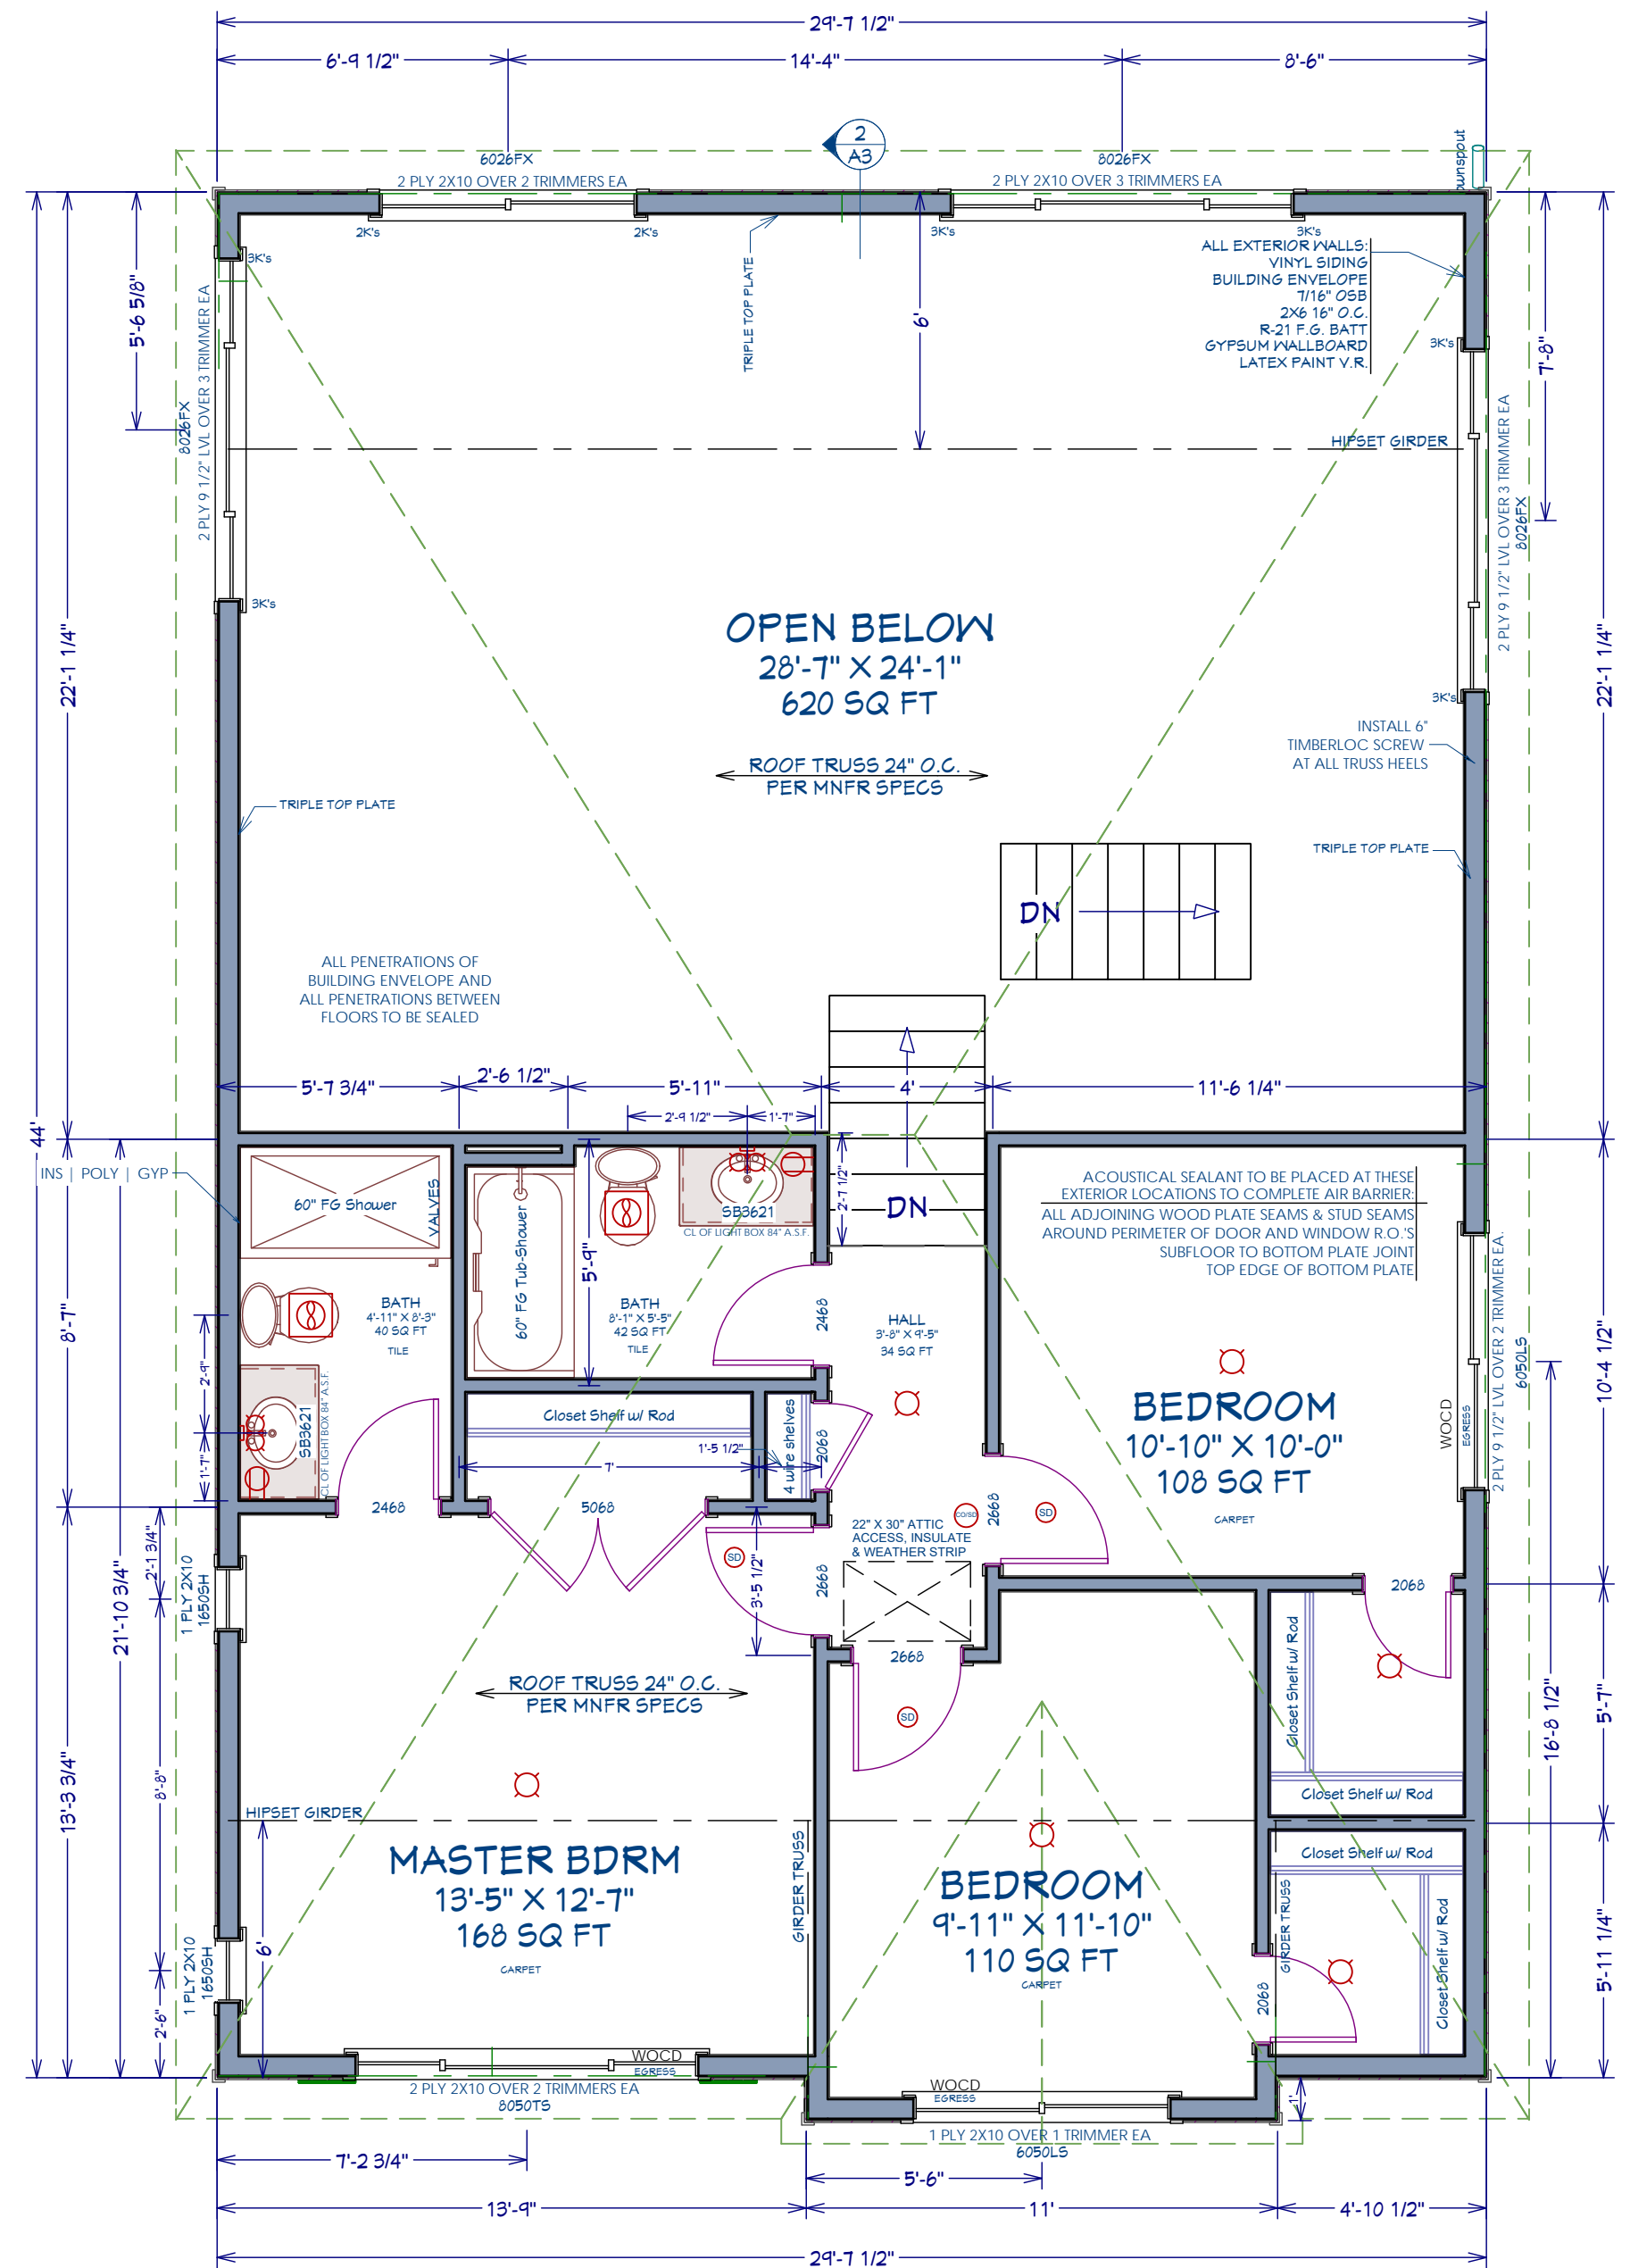 29'-7 1/2"
6'-9 1/2"
14'-4"
8'-6"
2
A3
6026FX
2 PLY 2X10 OVER 2 TRIMMERS EA
8026FX
2 PLY 2X10 OVER 3 TRIMMERS EA
2K's
2K's
3K's
3K's
3K's
TRIPLE TOP PLATE
6'
ALL EXTERIOR WALLS:
VINYL SIDING
BUILDING ENVELOPE
7/16" OSB
2X6 16" O.C.
R-21 F.G. BATT
GYPSUM WALLBOARD
LATEX PAINT V.R.
3K's
5'-6 5/8"
8026FX
2 PLY 9 1/2" LVL OVER 3 TRIMMER EA
7'-8"
HIPSET GIRDER
2 PLY 9 1/2" LVL OVER 3 TRIMMER EA
8026FX
3K's
22'-1 1/4"
OPEN BELOW
28'-7" X 24'-1"
620 SQ FT
ROOF TRUSS 24" O.C.
PER MNFR SPECS
3K's
22'-1 1/4"
INSTALL 6"
TIMBERLOC SCREW
AT ALL TRUSS HEELS
TRIPLE TOP PLATE
TRIPLE TOP PLATE
DN
ALL PENETRATIONS OF
BUILDING ENVELOPE AND
ALL PENETRATIONS BETWEEN
FLOORS TO BE SEALED
5'-7 3/4"
2'-6 1/2"
5'-11"
4'
11'-6 1/4"
2'-9 1/2"
1'-7"
44'
INS | POLY | GYP
60" FG Shower
VALVES
60" FG Tub-Shower
5'-9"
SB3621
CL OF LIGHT BOX 84" A.S.F.
2'-7 1/2"
DN
ACOUSTICAL SEALANT TO BE PLACED AT THESE
EXTERIOR LOCATIONS TO COMPLETE AIR BARRIER:
ALL ADJOINING WOOD PLATE SEAMS & STUD SEAMS
AROUND PERIMETER OF DOOR AND WINDOW R.O.'S
SUBFLOOR TO BOTTOM PLATE JOINT
TOP EDGE OF BOTTOM PLATE
BATH
4'-11" X 8'-3"
40 SQ FT
TILE
BATH
8'-1" X 5'-5"
42 SQ FT
TILE
2468
HALL
3'-8" X 9'-5"
34 SQ FT
8'-7"
2'-9"
1'-7"
SB3621
CL OF LIGHT BOX 84" A.S.F.
2468
Closet Shelf w/ Rod
7'
1'-5 1/2"
4 wire shelves
2068
5068
BEDROOM
10'-10" X 10'-0"
108 SQ FT
CARPET
WOCD
EGRESS
2 PLY 9 1/2" LVL OVER 2 TRIMMER EA.
6050LS
10'-4 1/2"
CO/SD
2668
SD
22" X 30" ATTIC
ACCESS, INSULATE
& WEATHER STRIP
SD
2668
3'-5 1/2"
2668
SD
2068
21'-10 3/4"
2'-1 3/4"
1 PLY 2X10
1650SH
ROOF TRUSS 24" O.C.
PER MNFR SPECS
Closet Shelf w/ Rod
Closet Shelf w/ Rod
16'-8 1/2"
5'-7"
13'-3 3/4"
8'-8"
HIPSET GIRDER
MASTER BDRM
13'-5" X 12'-7"
168 SQ FT
CARPET
GIRDER TRUSS
BEDROOM
9'-11" X 11'-10"
110 SQ FT
CARPET
GIRDER TRUSS
Closet Shelf w/ Rod
Closet Shelf w/ Rod
2068
5'-11 1/4"
1 PLY 2X10
1650SH
2'-6"
6'
WOCD
EGRESS
2 PLY 2X10 OVER 2 TRIMMERS EA
8050TS
WOCD
EGRESS
1'
1 PLY 2X10 OVER 1 TRIMMER EA
6050LS
7'-2 3/4"
5'-6"
13'-9"
11'
4'-10 1/2"
29'-7 1/2"